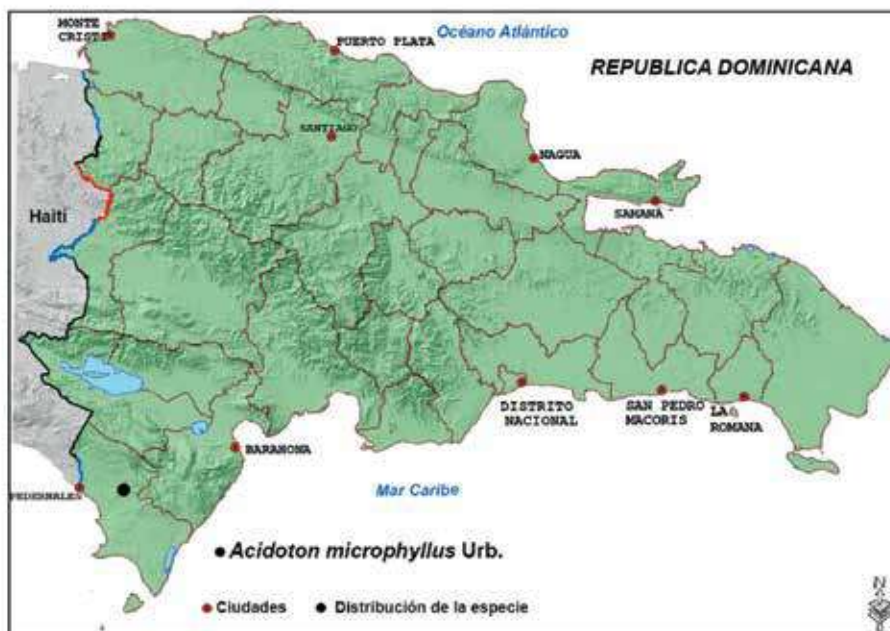 MONTE
CRISTI
PUERTO PLATA
Océano Atlántico
REPUBLICA DOMINICANA
SANTIAGO
NAGUA
Haití
SAMANÁ
DISTRITO
NACIONAL
SAN PEDRO
MACORIS
LA
ROMANA
BARAHONA
PEDERNALES
Mar Caribe
Acidoton microphyllus Urb.
Ciudades
Distribución de la especie
N